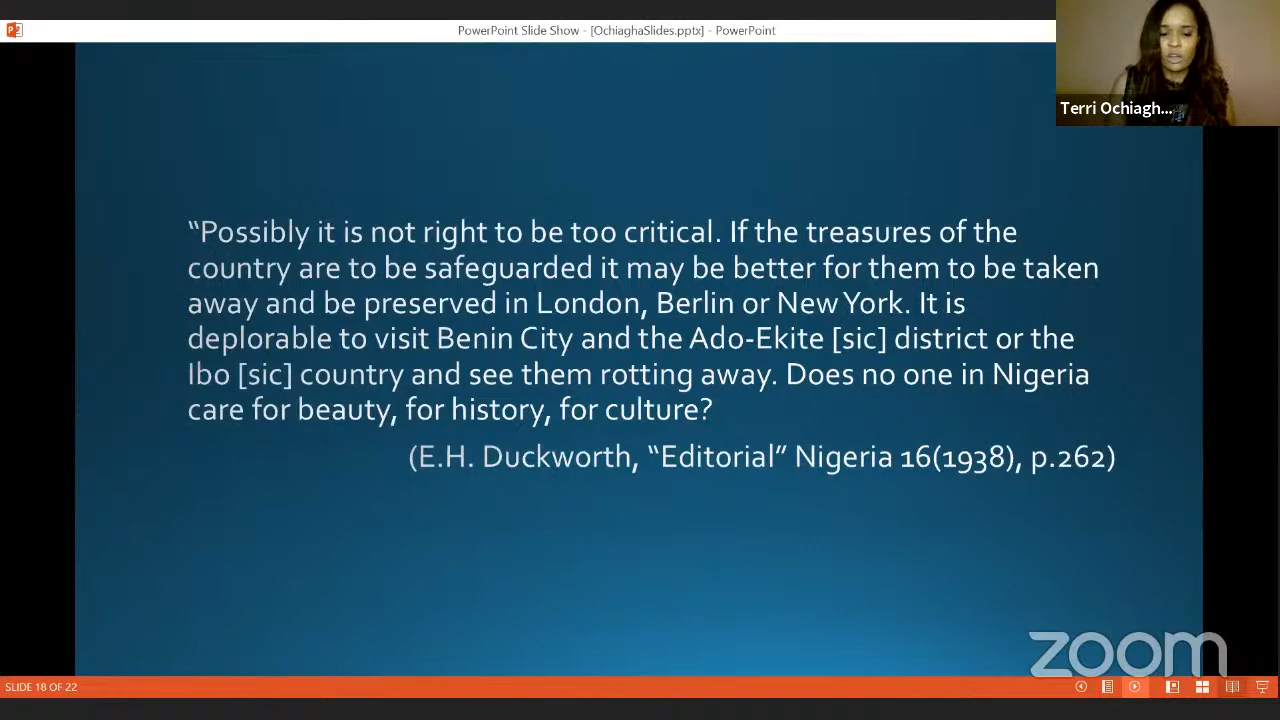 PowerPoint Slide Show - [OchiaghaSlides.pptx] - PowerPoint
Terri Ochiagh...
“Possibly it is not right to be too critical. If the treasures of the
country are to be safeguarded it may be better for them to be taken
away and be preserved in London, Berlin or New York. It is
deplorable to visit Benin City and the Ado-Ekite [sic] district or the
Ibo [sic] country and see them rotting away. Does no one in Nigeria
care for beauty, for history, for culture?
(E.H. Duckworth, “Editorial” Nigeria 16(1938), p.262)
zoom
SLIDE 18 OF 22